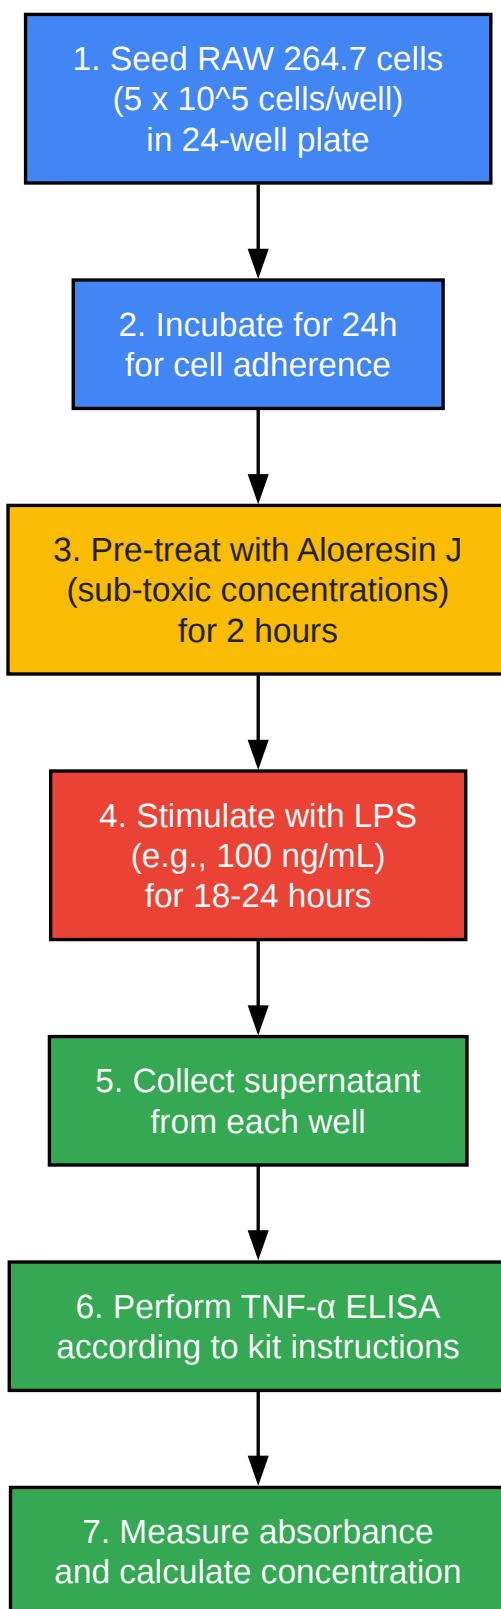 1. Seed RAW 264.7 cells
(5 x 10^5 cells/well)
in 24-well plate
2. Incubate for 24h
for cell adherence
3. Pre-treat with Aloeresin J
(sub-toxic concentrations)
for 2 hours
4. Stimulate with LPS
(e.g., 100 ng/mL)
for 18-24 hours
5. Collect supernatant
from each well
6. Perform TNF-α ELISA
according to kit instructions
7. Measure absorbance
and calculate concentration